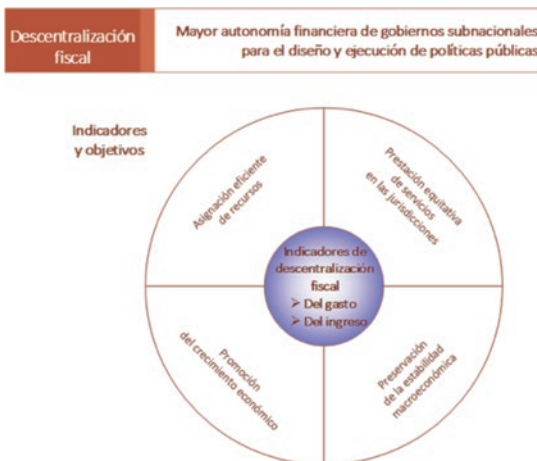 Descentralización
fiscal
Mayor autonomía financiera de gobiernos subnacionales
para el diseño y ejecución de políticas públicas
Indicadores
y objetivos
Asignación eficiente
de recursos
Prestación equitativa
de servicios
en las jurisdicciones
Indicadores de
descentralización
fiscal
➢ Del gasto
➢ Del ingreso
Promoción
del crecimiento económico
Preservación
de la estabilidad
macroeconómica